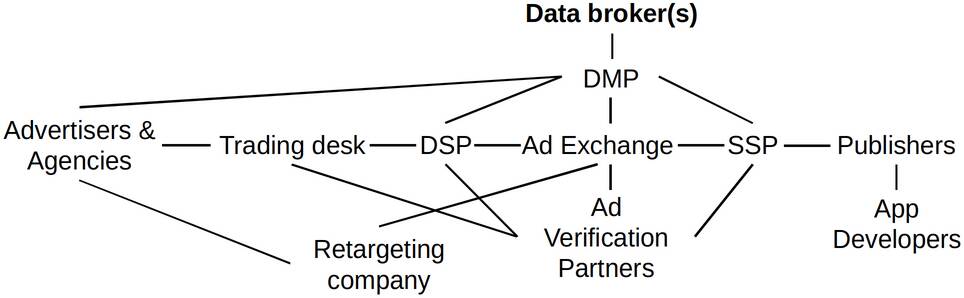 Data broker(s)
DMP
Advertisers &
Agencies
Trading desk
DSP
Ad Exchange
SSP
Publishers
Retargeting
company
Ad
Verification
Partners
App
Developers